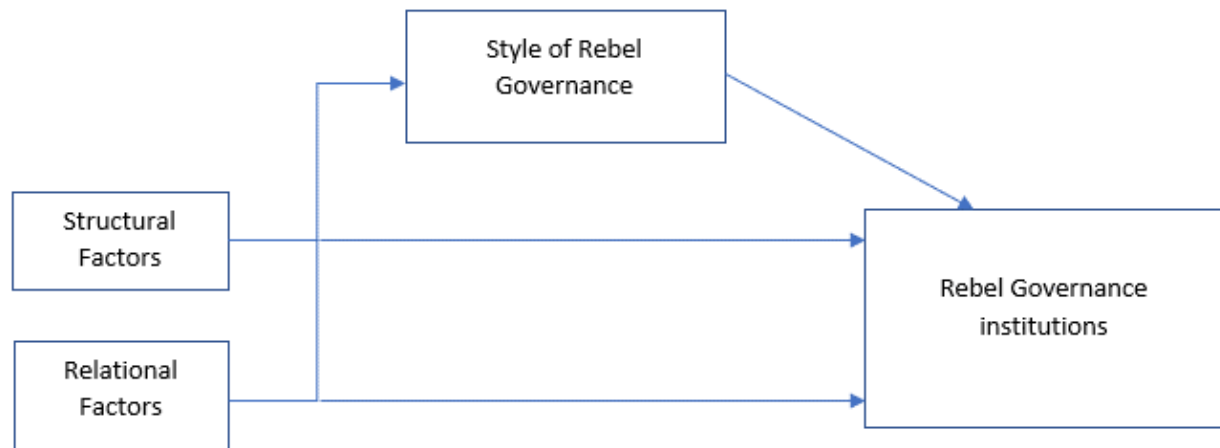 Style of Rebel
Governance
Structural
Factors
Rebel Governance
institutions
Relational
Factors